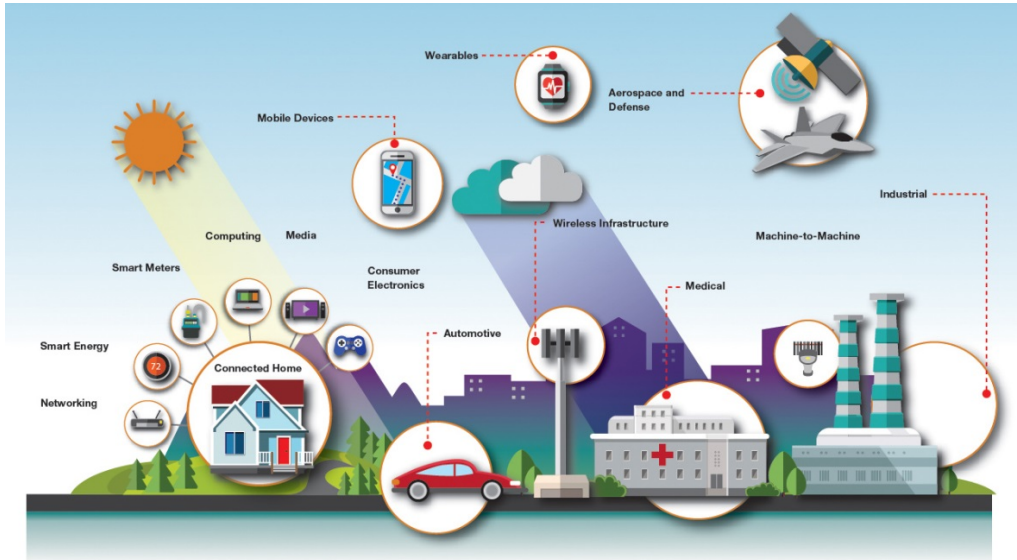 Wearables
Aerospace and
Defense
Mobile Devices
Industrial
Wireless Infrastructure
Computing
Media
Machine-to-Machine
Smart Meters
Consumer
Electronics
Medical
Automotive
Smart Energy
72
Connected Home
Networking